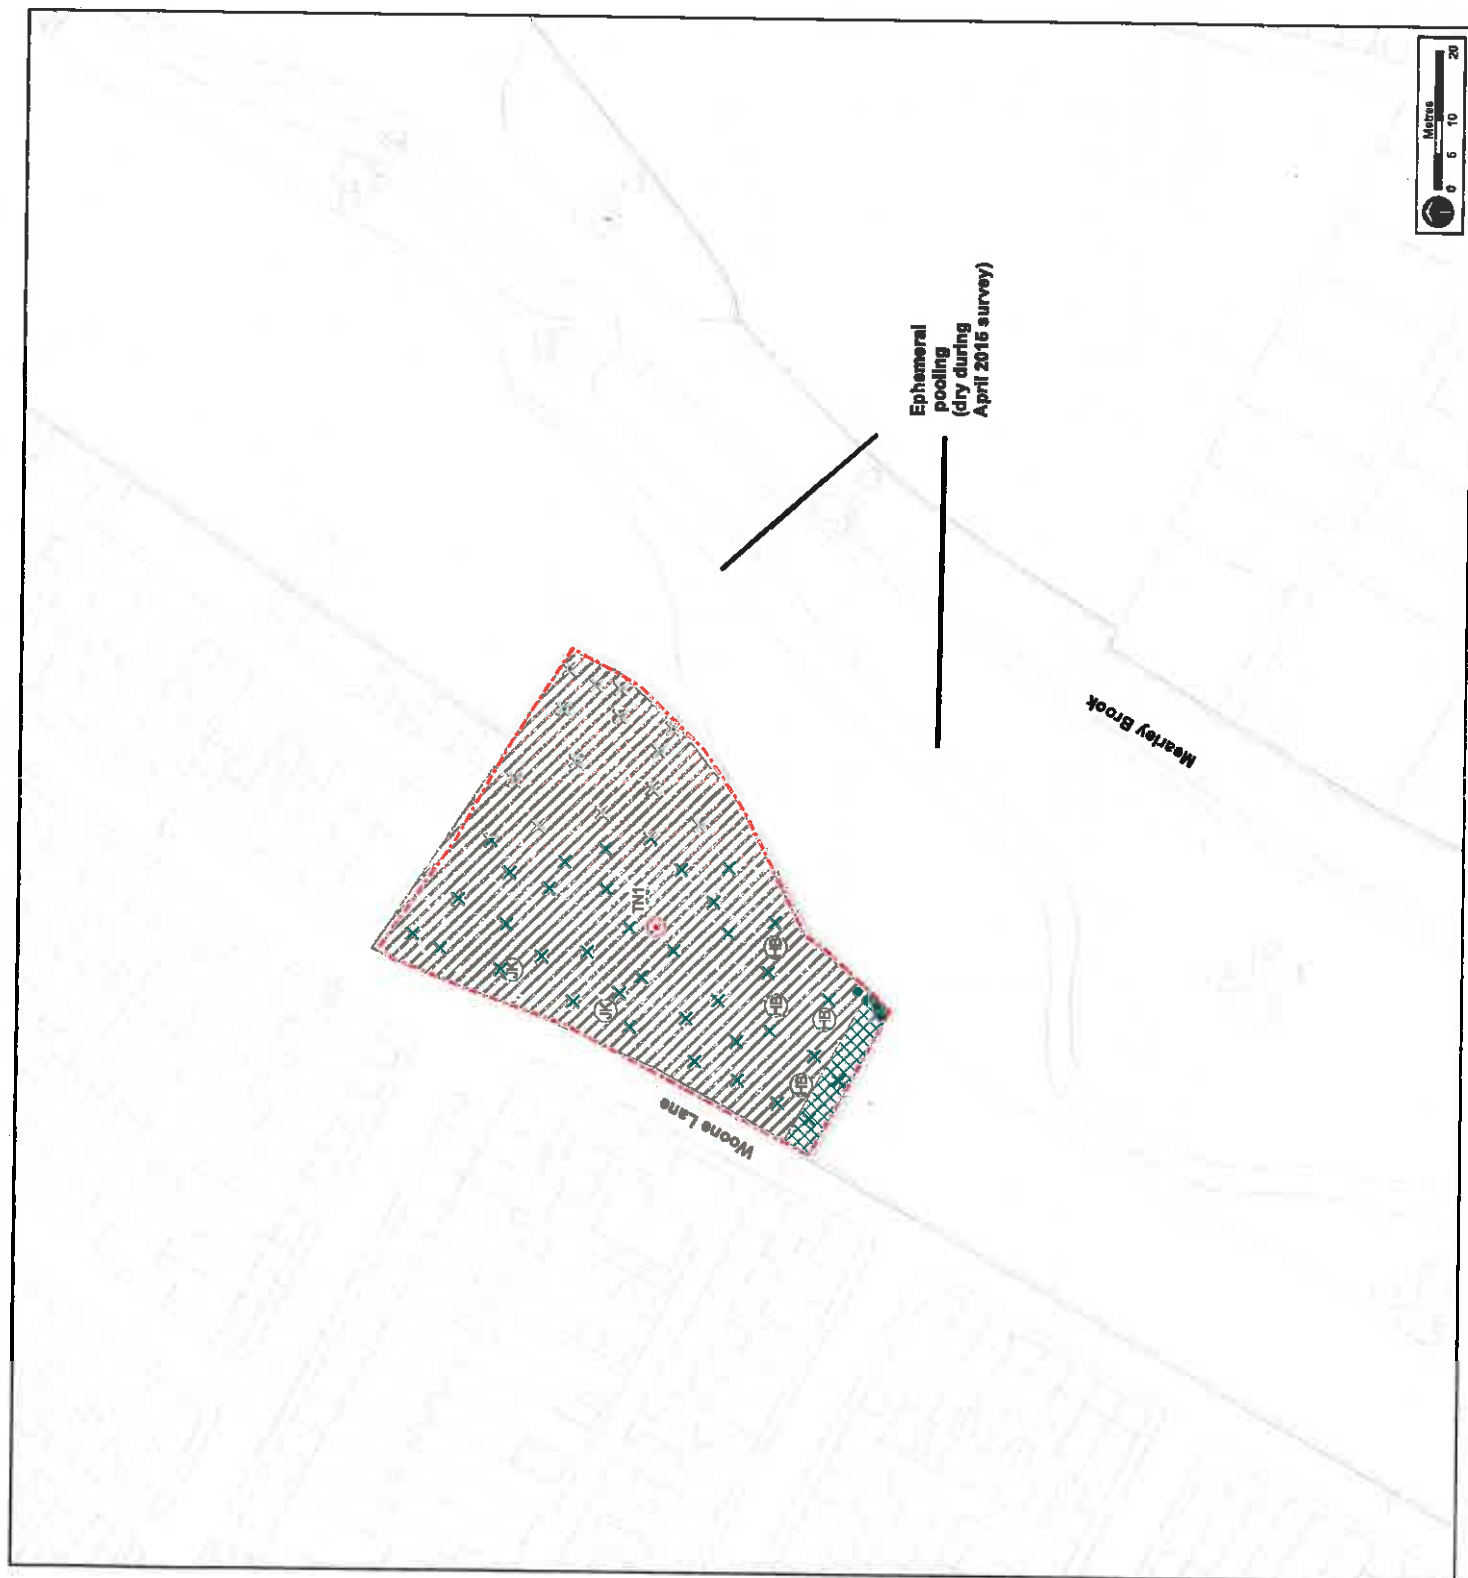 Metres
0 5 10 20
Ephemeral
pooling
(dry during
April 2015 survey)
Mearley Brook
TN1
JK
JK
HB
HB
HB
HB
Woone Lane